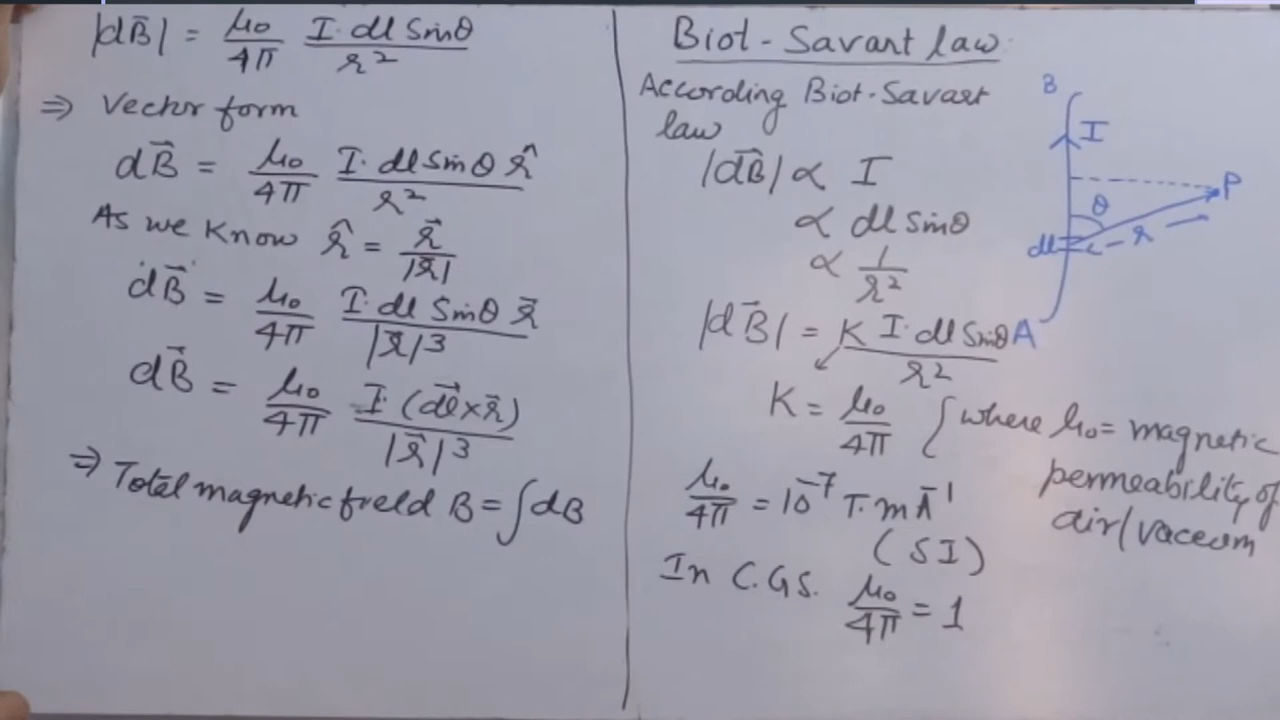 |dB̄| = μ₀/4π I·dl Sinθ/r²
⇒ Vector form
dB⃗ = μ₀/4π I·dl Sinθ r̂/r²
As we know r̂ = r⃗/|r⃗|
dB⃗ = μ₀/4π I·dl Sinθ r⃗/|r⃗|³
dB⃗ = μ₀/4π I·(dl⃗×r⃗)/|r⃗|³
⇒ Total magnetic field B = ∫dB
Biot-Savart law
According Biot-Savart
law
|dB⃗| ∝ I
∝ dl sinθ
∝ 1/r²
|dB⃗| = K I·dl Sinθ/r²
K = μ₀/4π { where μ₀ = magnetic
permeability of
air/vaceum
μ₀/4π = 10⁻⁷ T·m A⁻¹
(SI)
In C.G.S. μ₀/4π = 1
B
I
P
θ
r
dl
A